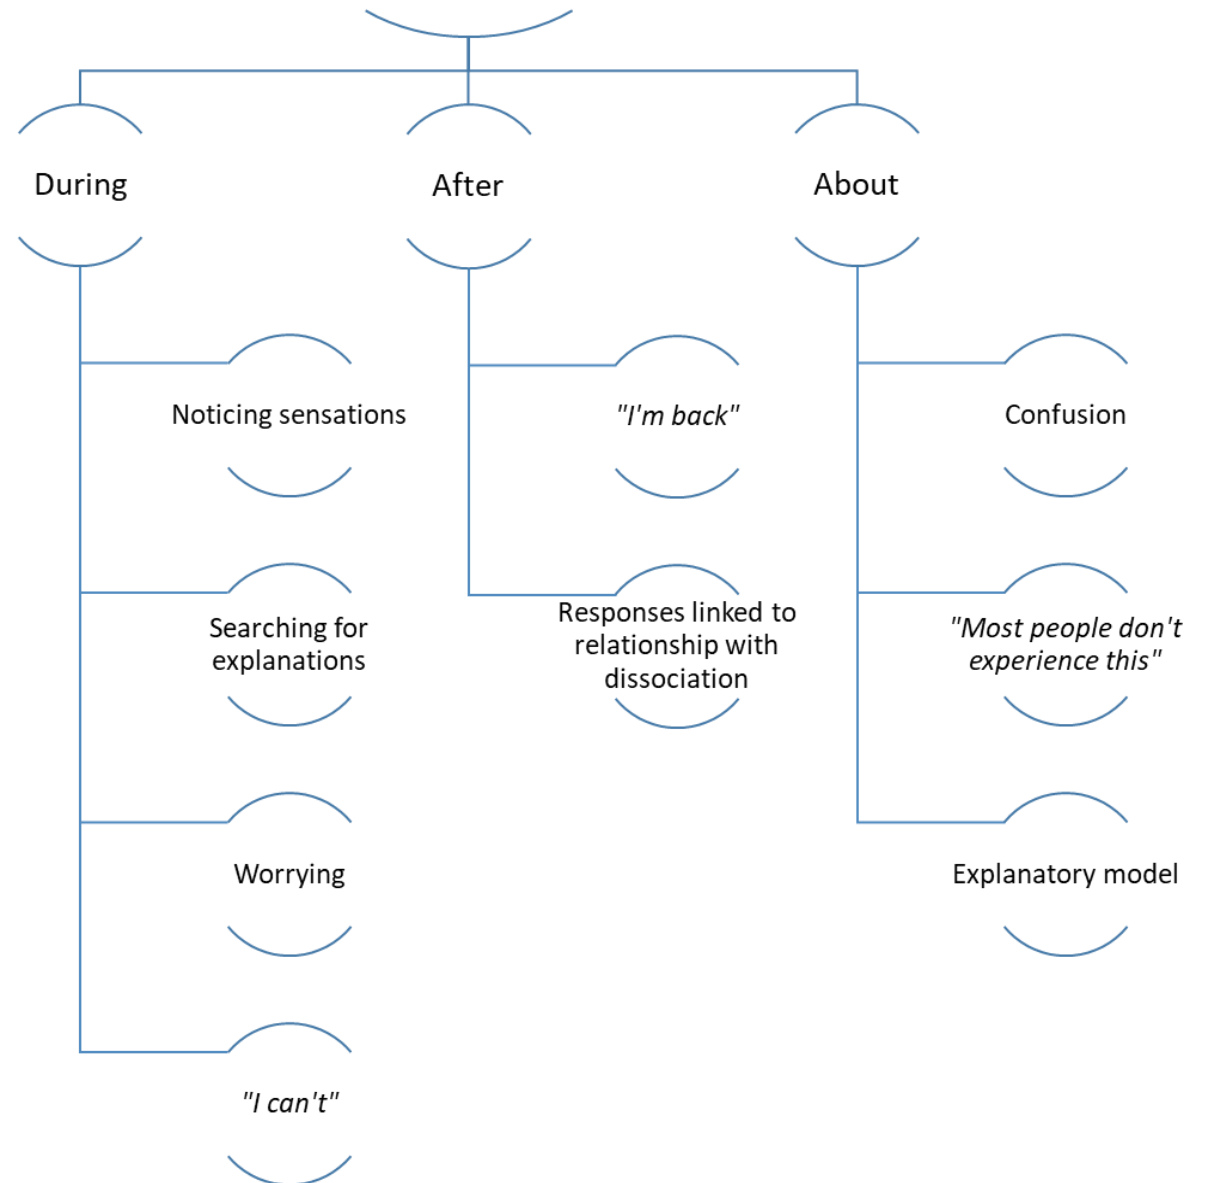 During
After
About
Noticing sensations
"I'm back"
Confusion
Searching for
explanations
Responses linked to
relationship with
dissociation
"Most people don't
experience this"
Worrying
Explanatory model
"I can't"